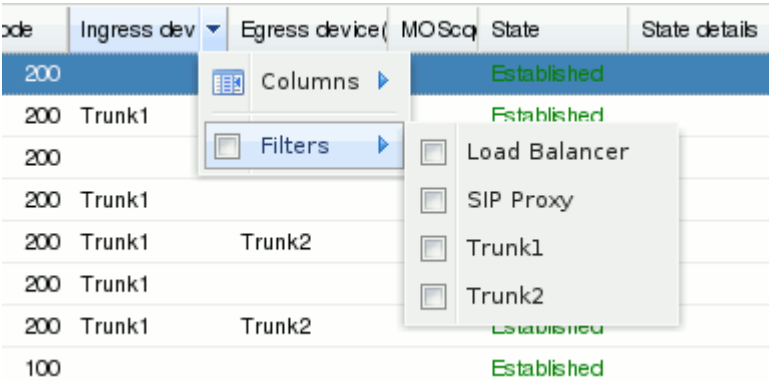 ode Ingress dev Egress device( MOScq State State details
200 Established
Columns
200 Trunk1 Established
Filters
200
Load Balancer
200 Trunk1
SIP Proxy
200 Trunk1 Trunk2
Trunk1
200 Trunk1
Trunk2
200 Trunk1 Trunk2 Established
100 Established